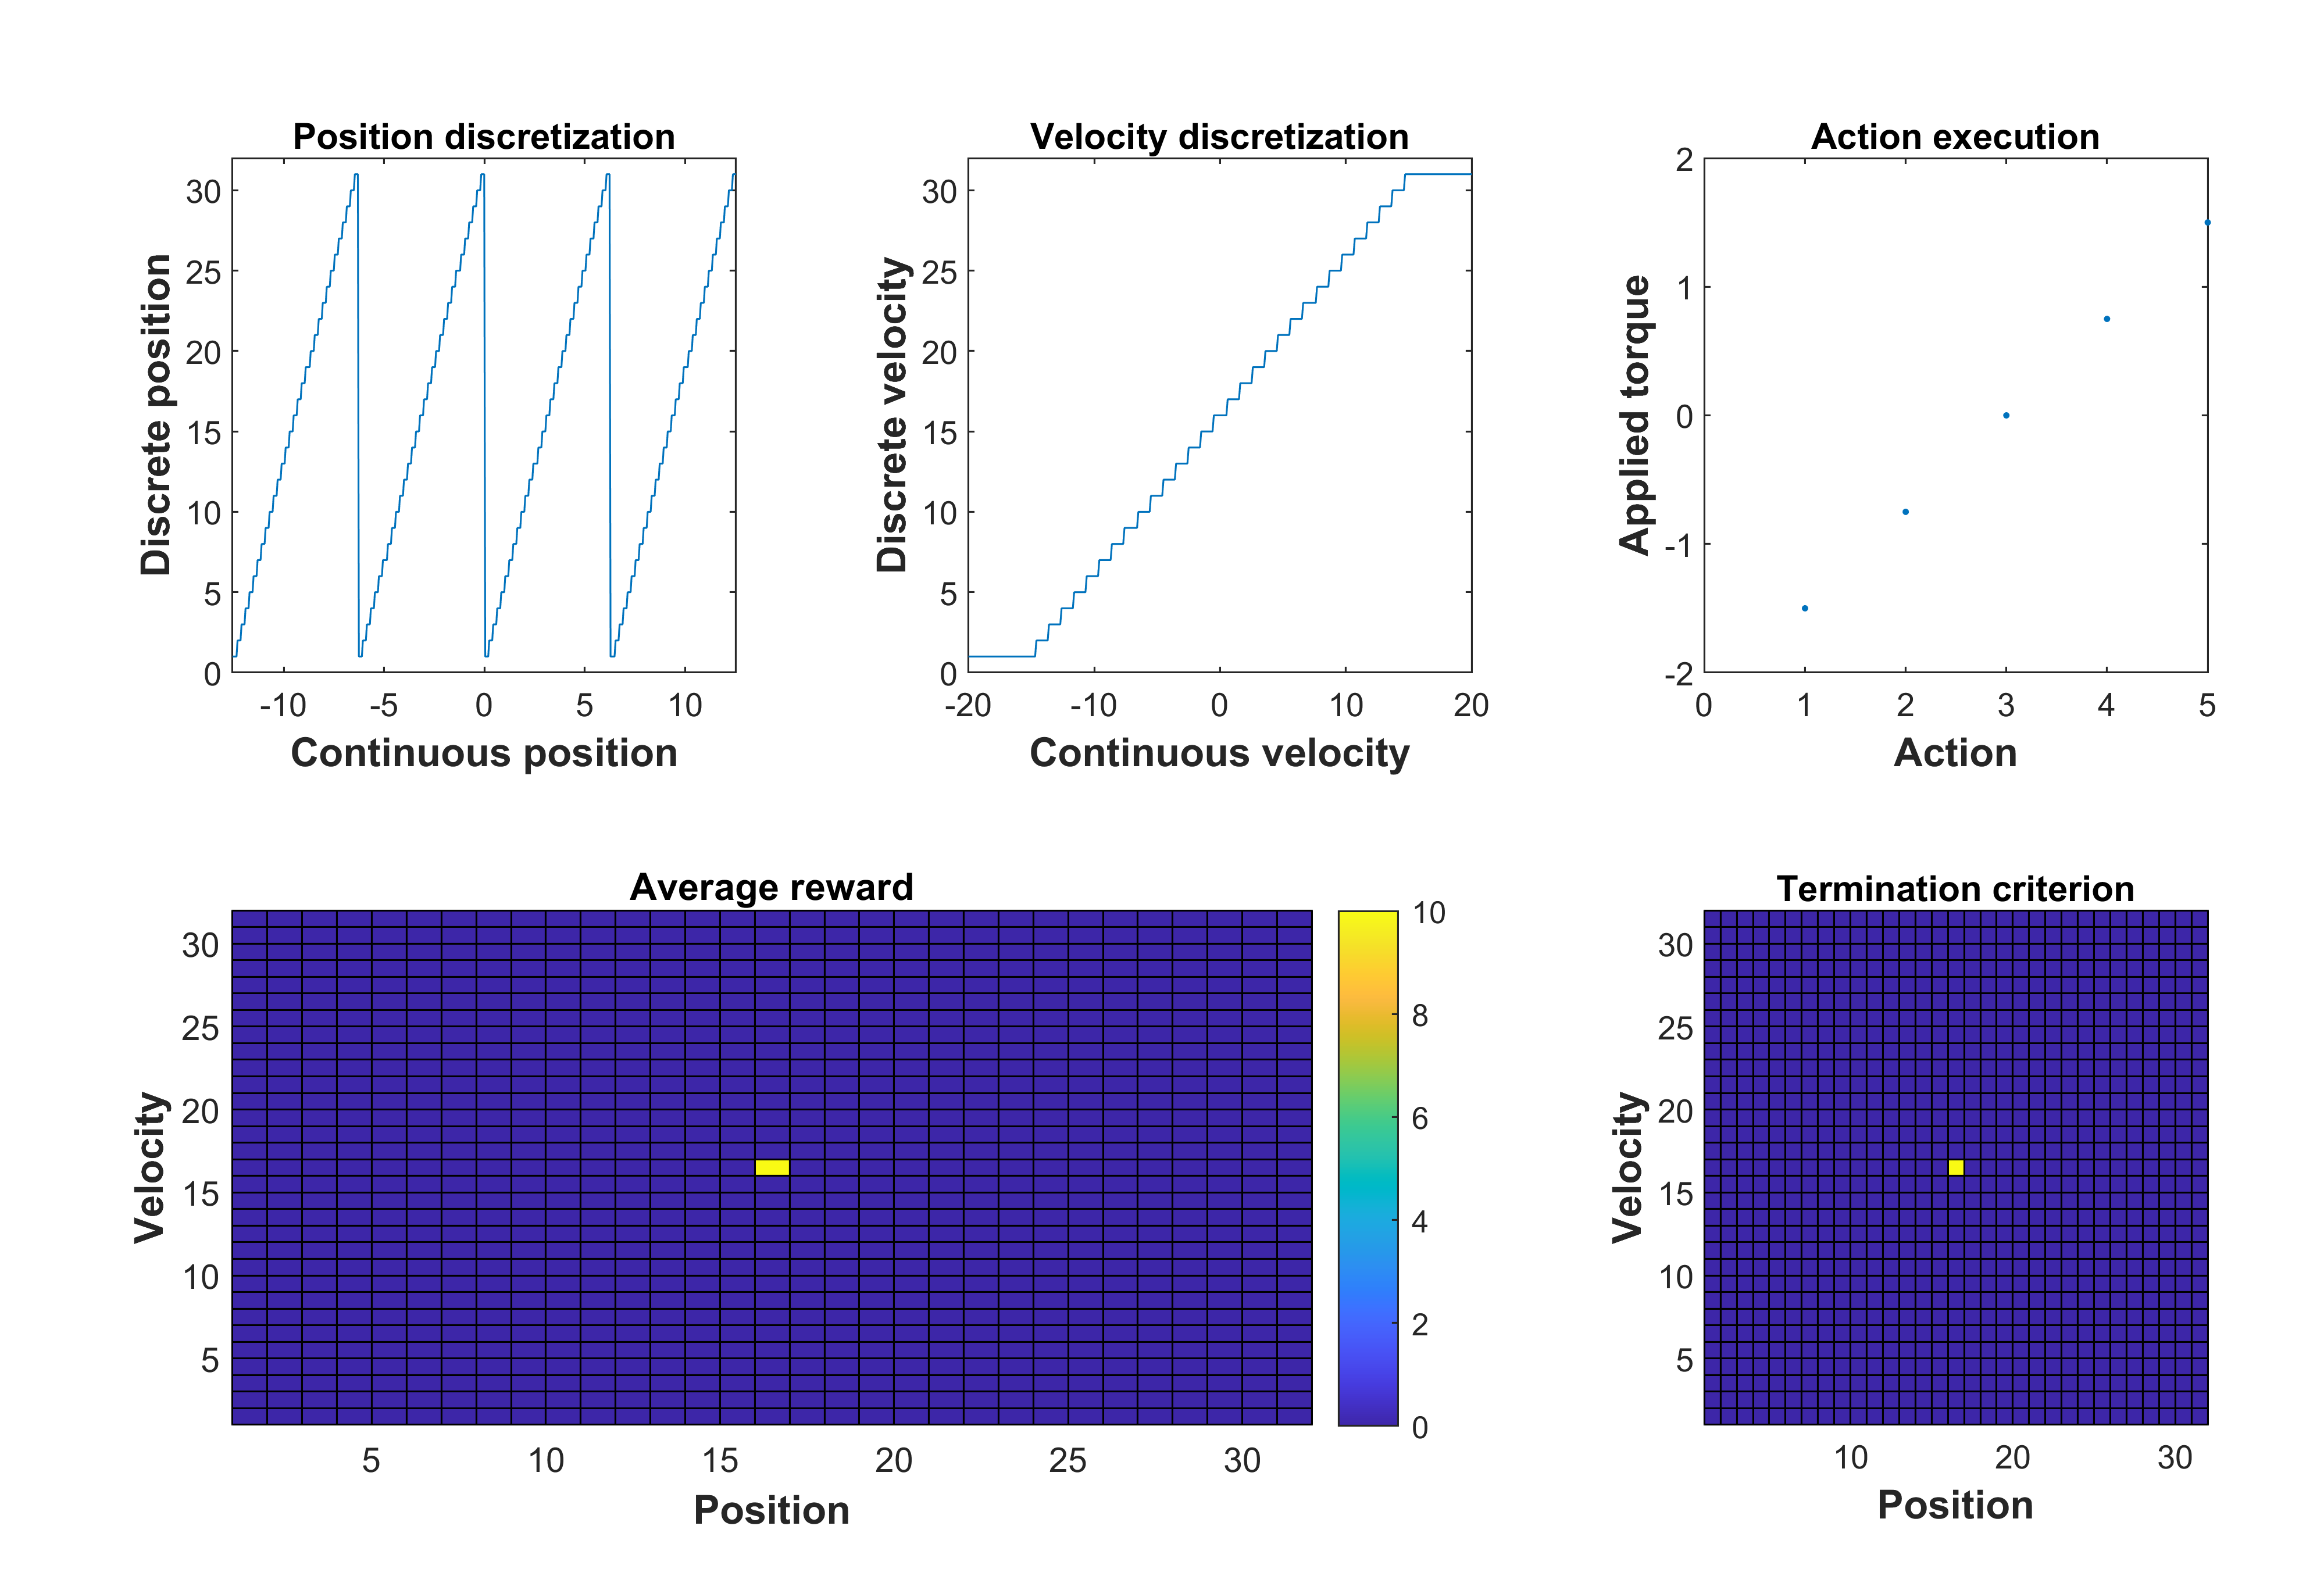 Position discretization
30
25
20
15
10
5
0
Discrete position
-10 -5 0 5 10
Continuous position
Velocity discretization
30
25
20
15
10
5
0
Discrete velocity
-20 -10 0 10 20
Continuous velocity
Action execution
2
1
0
-1
-2
Applied torque
0 1 2 3 4 5
Action
Average reward
30
25
20
15
10
5
Velocity
5 10 15 20 25 30
Position
10
8
6
4
2
0
Termination criterion
30
25
20
15
10
5
Velocity
10 20 30
Position